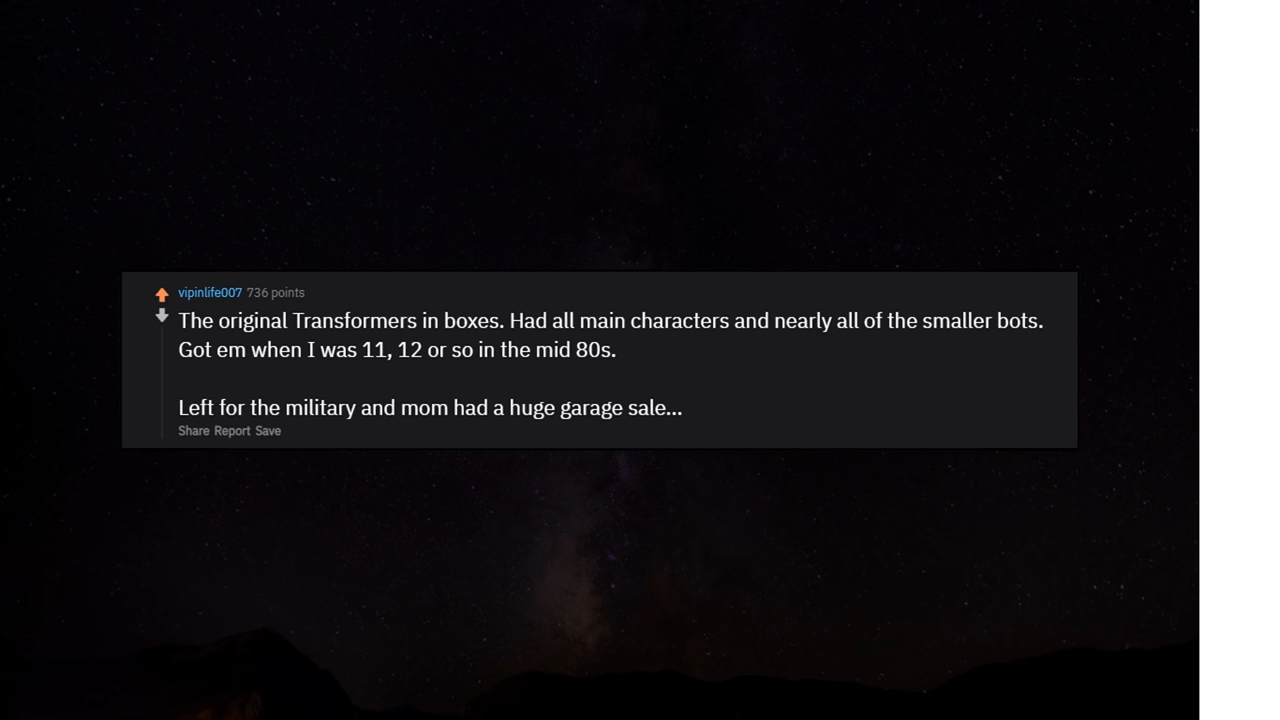 vipinlife007 736 points
The original Transformers in boxes. Had all main characters and nearly all of the smaller bots.
Got em when I was 11, 12 or so in the mid 80s.
Left for the military and mom had a huge garage sale...
Share Report Save